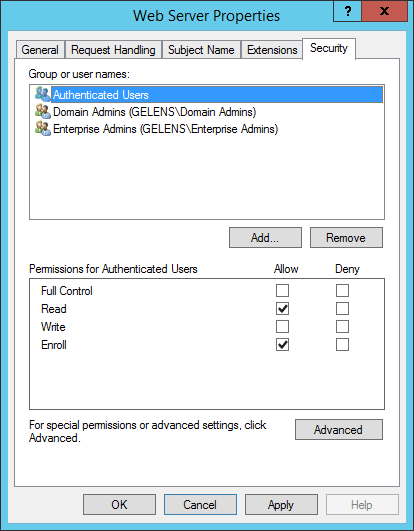 Web Server Properties
?
General Request Handling Subject Name Extensions Security
Group or user names:
Authenticated Users
Domain Admins (GELENS\Domain Admins)
Enterprise Admins (GELENS\Enterprise Admins)
Add... Remove
Permissions for Authenticated Users Allow Deny
Full Control
Read
Write
Enroll
For special permissions or advanced settings, click
Advanced.
Advanced
OK Cancel Apply Help